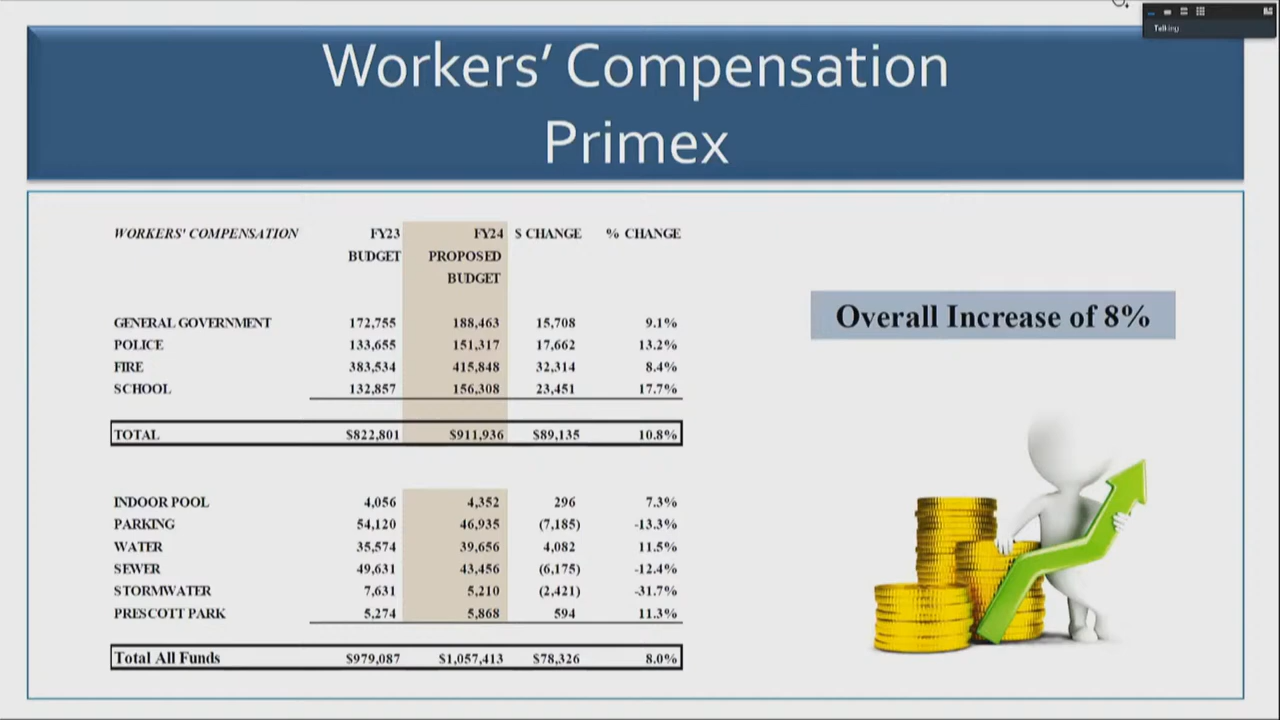 Talking
Workers' Compensation
Primex
WORKERS' COMPENSATION FY23 FY24 $ CHANGE % CHANGE
BUDGET PROPOSED
BUDGET
GENERAL GOVERNMENT 172,755 188,463 15,708 9.1%
POLICE 133,655 151,317 17,662 13.2%
FIRE 383,534 415,848 32,314 8.4%
SCHOOL 132,857 156,308 23,451 17.7%
TOTAL $822,801 $911,936 $89,135 10.8%
INDOOR POOL 4,056 4,352 296 7.3%
PARKING 54,120 46,935 (7,185) -13.3%
WATER 35,574 39,656 4,082 11.5%
SEWER 49,631 43,456 (6,175) -12.4%
STORMWATER 7,631 5,210 (2,421) -31.7%
PRESCOTT PARK 5,274 5,868 594 11.3%
Total All Funds $979,087 $1,057,413 $78,326 8.0%
Overall Increase of 8%